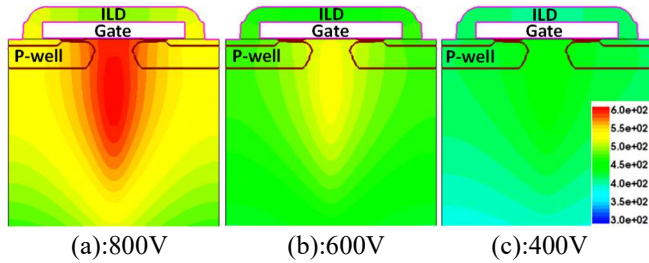 ILD
Gate
P-well
ILD
Gate
P-well
ILD
Gate
P-well
6.0e+02
5.5e+02
5.0e+02
4.5e+02
4.0e+02
3.5e+02
3.0e+02
(a):800V
(b):600V
(c):400V